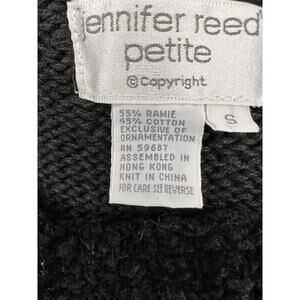 jennifer reed
petite
© Copyright
S
55% RAMIE
45% COTTON
EXCLUSIVE OF
ORNAMENTATION
RN 59687
ASSEMBLED IN
HONG KONG
KNIT IN CHINA
FOR CARE SEE REVERSE